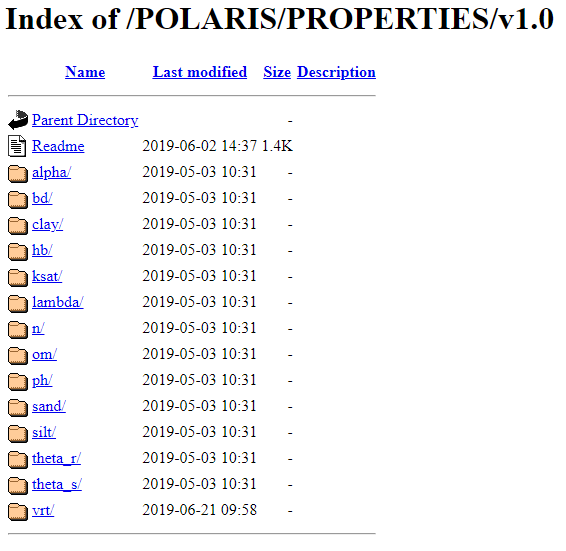 Index of /POLARIS/PROPERTIES/v1.0
Name Last modified Size Description
Parent Directory -
Readme 2019-06-02 14:37 1.4K
alpha/ 2019-05-03 10:31 -
bd/ 2019-05-03 10:31 -
clay/ 2019-05-03 10:31 -
hb/ 2019-05-03 10:31 -
ksat/ 2019-05-03 10:31 -
lambda/ 2019-05-03 10:31 -
n/ 2019-05-03 10:31 -
om/ 2019-05-03 10:31 -
ph/ 2019-05-03 10:31 -
sand/ 2019-05-03 10:31 -
silt/ 2019-05-03 10:31 -
theta_r/ 2019-05-03 10:31 -
theta_s/ 2019-05-03 10:31 -
vrt/ 2019-06-21 09:58 -